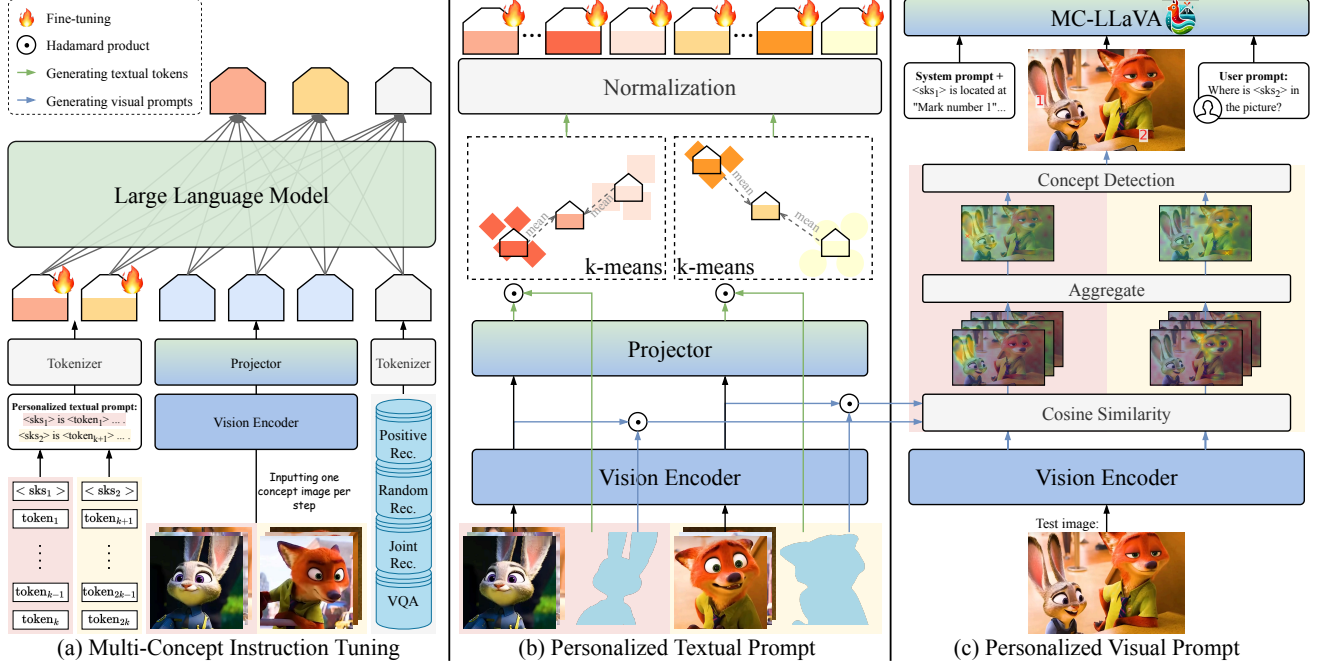 Fine-tuning
Hadamard product
Generating textual tokens
Generating visual prompts
Large Language Model
Tokenizer
Projector
Tokenizer
Personalized textual prompt:
<sks₁> is <token₁> ... .
<sks₂> is <tokenₖ₊₁> ... .
Vision Encoder
Positive
Rec.
Random
Rec.
Joint
Rec.
VQA
Inputting one
concept image per
step
< sks₁ >
< sks₂ >
token₁
tokenₖ₊₁
⋮
⋮
tokenₖ₋₁
token₂ₖ₋₁
tokenₖ
token₂ₖ
(a) Multi-Concept Instruction Tuning
...
...
Normalization
mean
mean
k-means
mean
mean
k-means
Projector
Vision Encoder
(b) Personalized Textual Prompt
MC-LLaVA
System prompt +
<sks₁> is located at
"Mark number 1"...
1
2
User prompt:
Where is <sks₂> in
the picture?
Concept Detection
Aggregate
Cosine Similarity
Vision Encoder
Test image:
(c) Personalized Visual Prompt